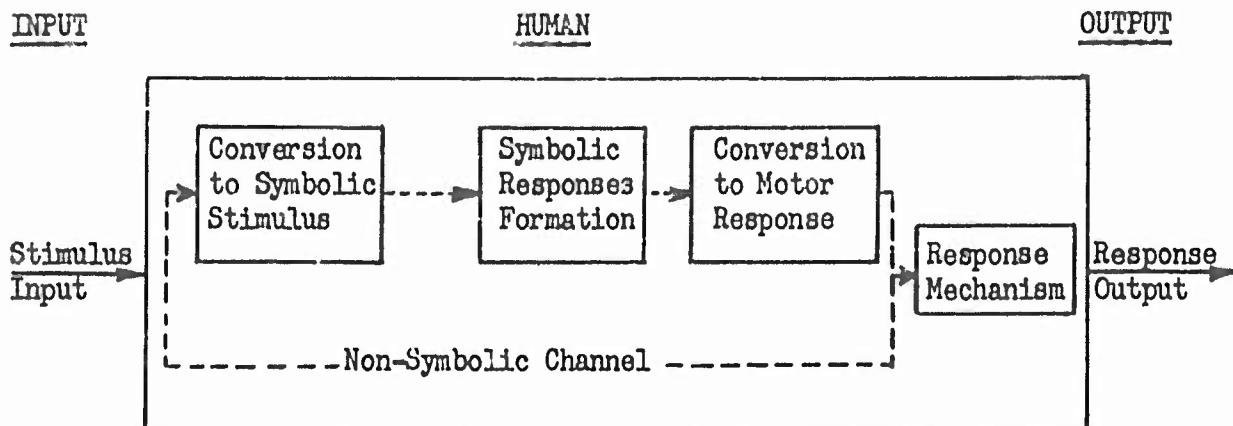 INPUT
HUMAN
OUTPUT
Conversion
to Symbolic
Stimulus
Symbolic
Responses
Formation
Conversion
to Motor
Response
Stimulus
Input
Response
Mechanism
Response
Output
Non-Symbolic Channel